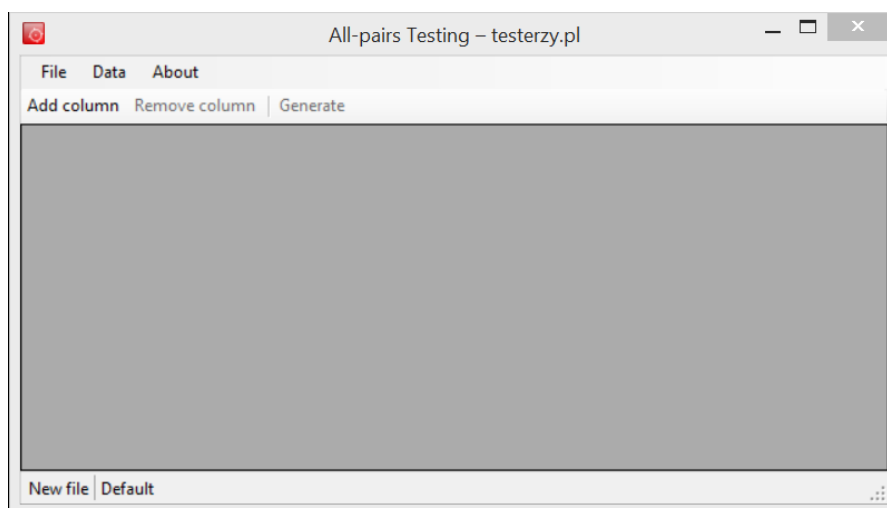 All-pairs Testing – testerzy.pl
File Data About
Add column Remove column Generate
New file Default